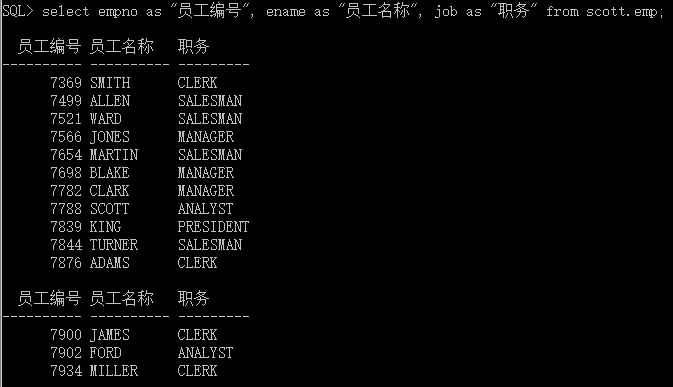 SQL> select empno as "员工编号", ename as "员工名称", job as "职务" from scott.emp;
员工编号 员工名称 职务
---------- ---------- ---------
7369 SMITH CLERK
7499 ALLEN SALESMAN
7521 WARD SALESMAN
7566 JONES MANAGER
7654 MARTIN SALESMAN
7698 BLAKE MANAGER
7782 CLARK MANAGER
7788 SCOTT ANALYST
7839 KING PRESIDENT
7844 TURNER SALESMAN
7876 ADAMS CLERK
员工编号 员工名称 职务
---------- ---------- ---------
7900 JAMES CLERK
7902 FORD ANALYST
7934 MILLER CLERK